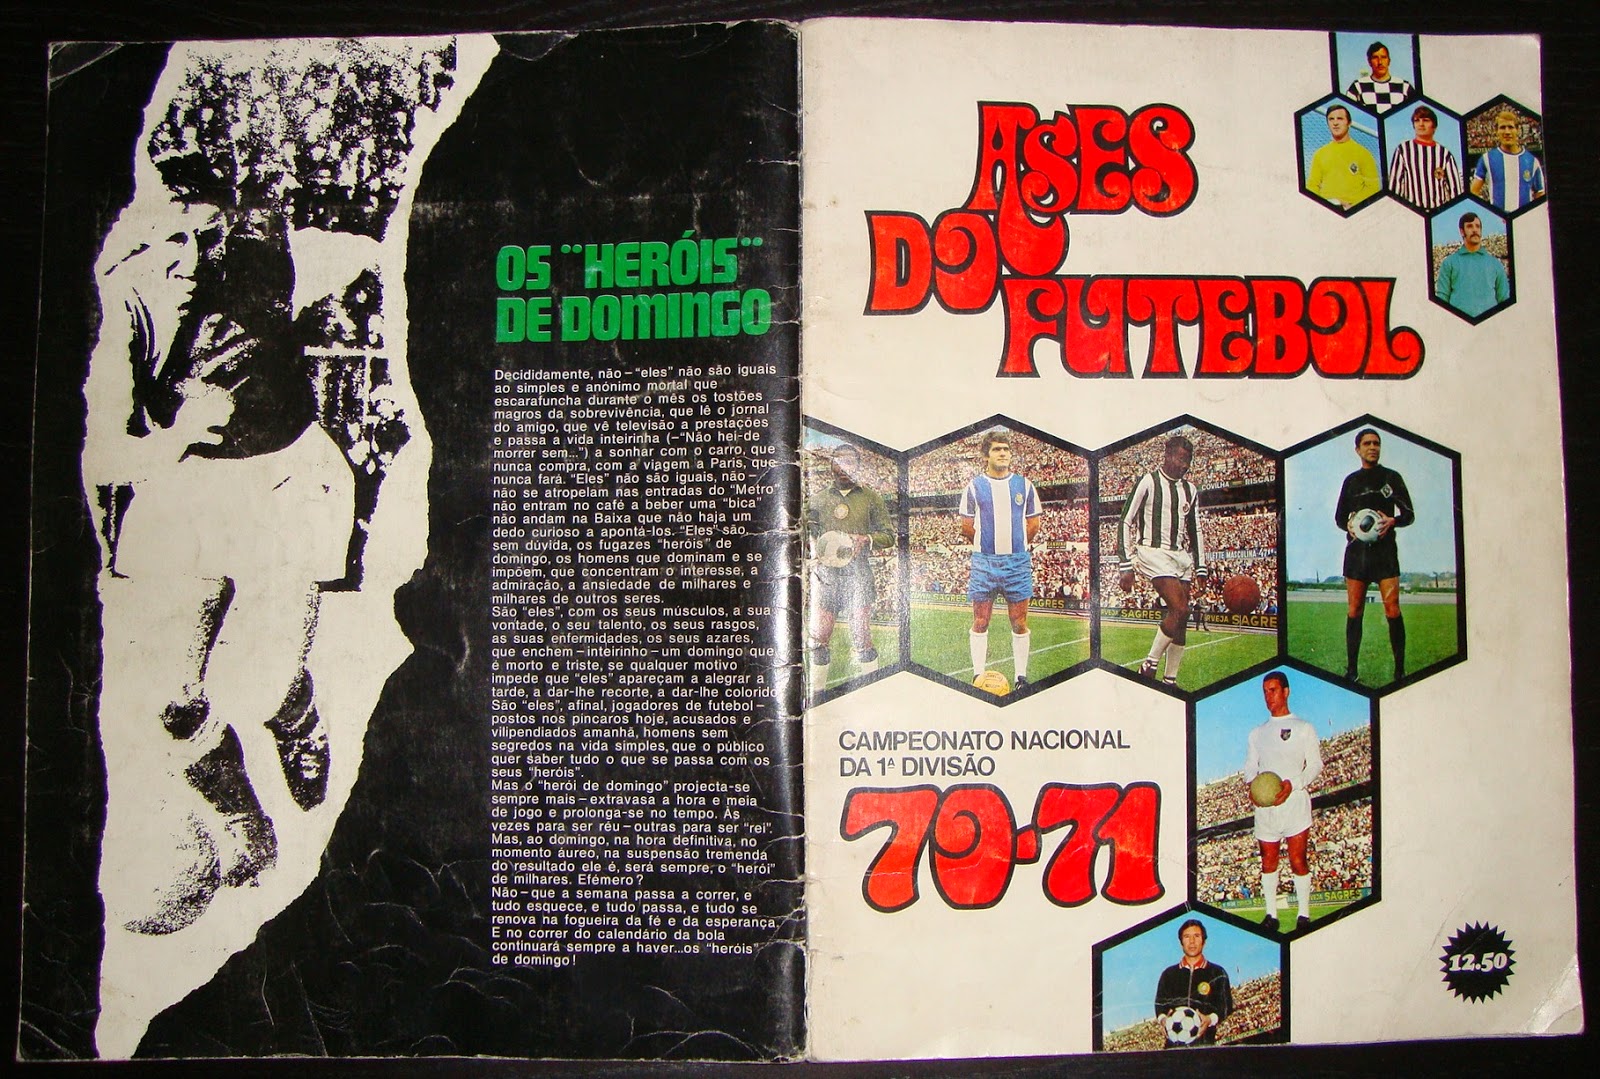 OS "HERÓIS"
DE DOMINGO
Decididamente, não – "eles" não são iguais
ao simples e anónimo mortal que
escarafuncha durante o mês os tostões
magros da sobrevivência, que lê o jornal
do amigo, que vê televisão a prestações
e passa a vida inteirinha (–"Não hei-de
morrer sem...") a sonhar com o carro, que
nunca compra, com a viagem a Paris, que
nunca fará. "Eles" não são iguais, não –
não se atropelam nas entradas do "Metro"
não entram no café a beber uma "bica"
não andam na Baixa que não haja um
dedo curioso a apontá-los. "Eles" são,
sem dúvida, os fugazes "heróis" de
domingo, os homens que dominam e se
impõem, que concentram o interesse, a
admiração, a ansiedade de milhares e
milhares de outros seres.
São "eles", com os seus músculos, a sua
vontade, o seu talento, os seus rasgos,
as suas enfermidades, os seus azares,
que enchem – inteirinho – um domingo que
é morto e triste, se qualquer motivo
impede que "eles" apareçam a alegrar a
tarde, a dar-lhe recorte, a dar-lhe colorido
São "eles", afinal, jogadores de futebol –
postos nos píncaros hoje, acusados e
vilipendiados amanhã, homens sem
segredos na vida simples, que o público
quer saber tudo o que se passa com os
seus "heróis".
Mas o "herói de domingo" projecta-se
sempre mais – extravasa a hora e meia
de jogo e prolonga-se no tempo. Às
vezes para ser réu – outras para ser "rei".
Mas, ao domingo, na hora definitiva, no
momento áureo, na suspensão tremenda
do resultado ele é, será sempre, o "herói"
de milhares. Efémero?
Não – que a semana passa a correr, e
tudo esquece, e tudo passa, e tudo se
renova na fogueira da fé e da esperança.
E no correr do calendário da bola
continuará sempre a haver...os "heróis"
de domingo!
ASES
DO
FUTEBOL
COVILHA
RISCAD
SAGRES
SAGRE
CAMPEONATO NACIONAL
DA 1ª DIVISÃO
70-71
SAGRES
12.50